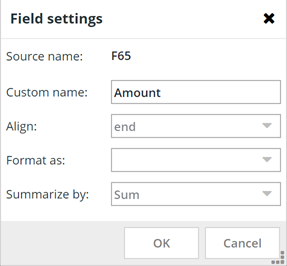 Field settings
Source name: F65
Custom name: Amount
Align: end
Format as:
Summarize by: Sum
OK Cancel